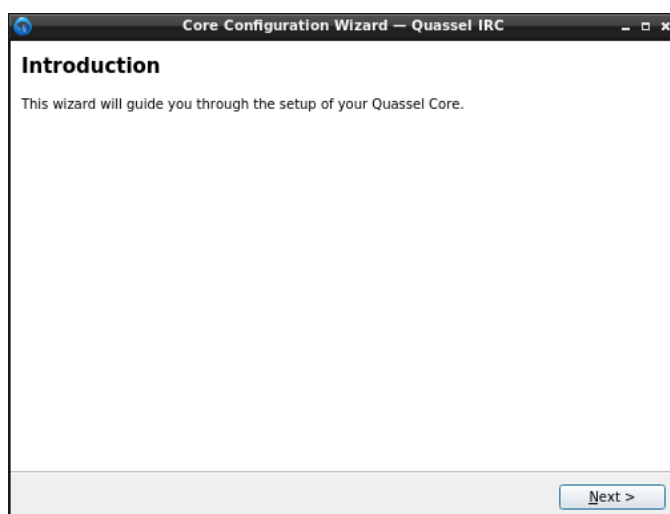 Core Configuration Wizard — Quassel IRC
Introduction
This wizard will guide you through the setup of your Quassel Core.
Next >